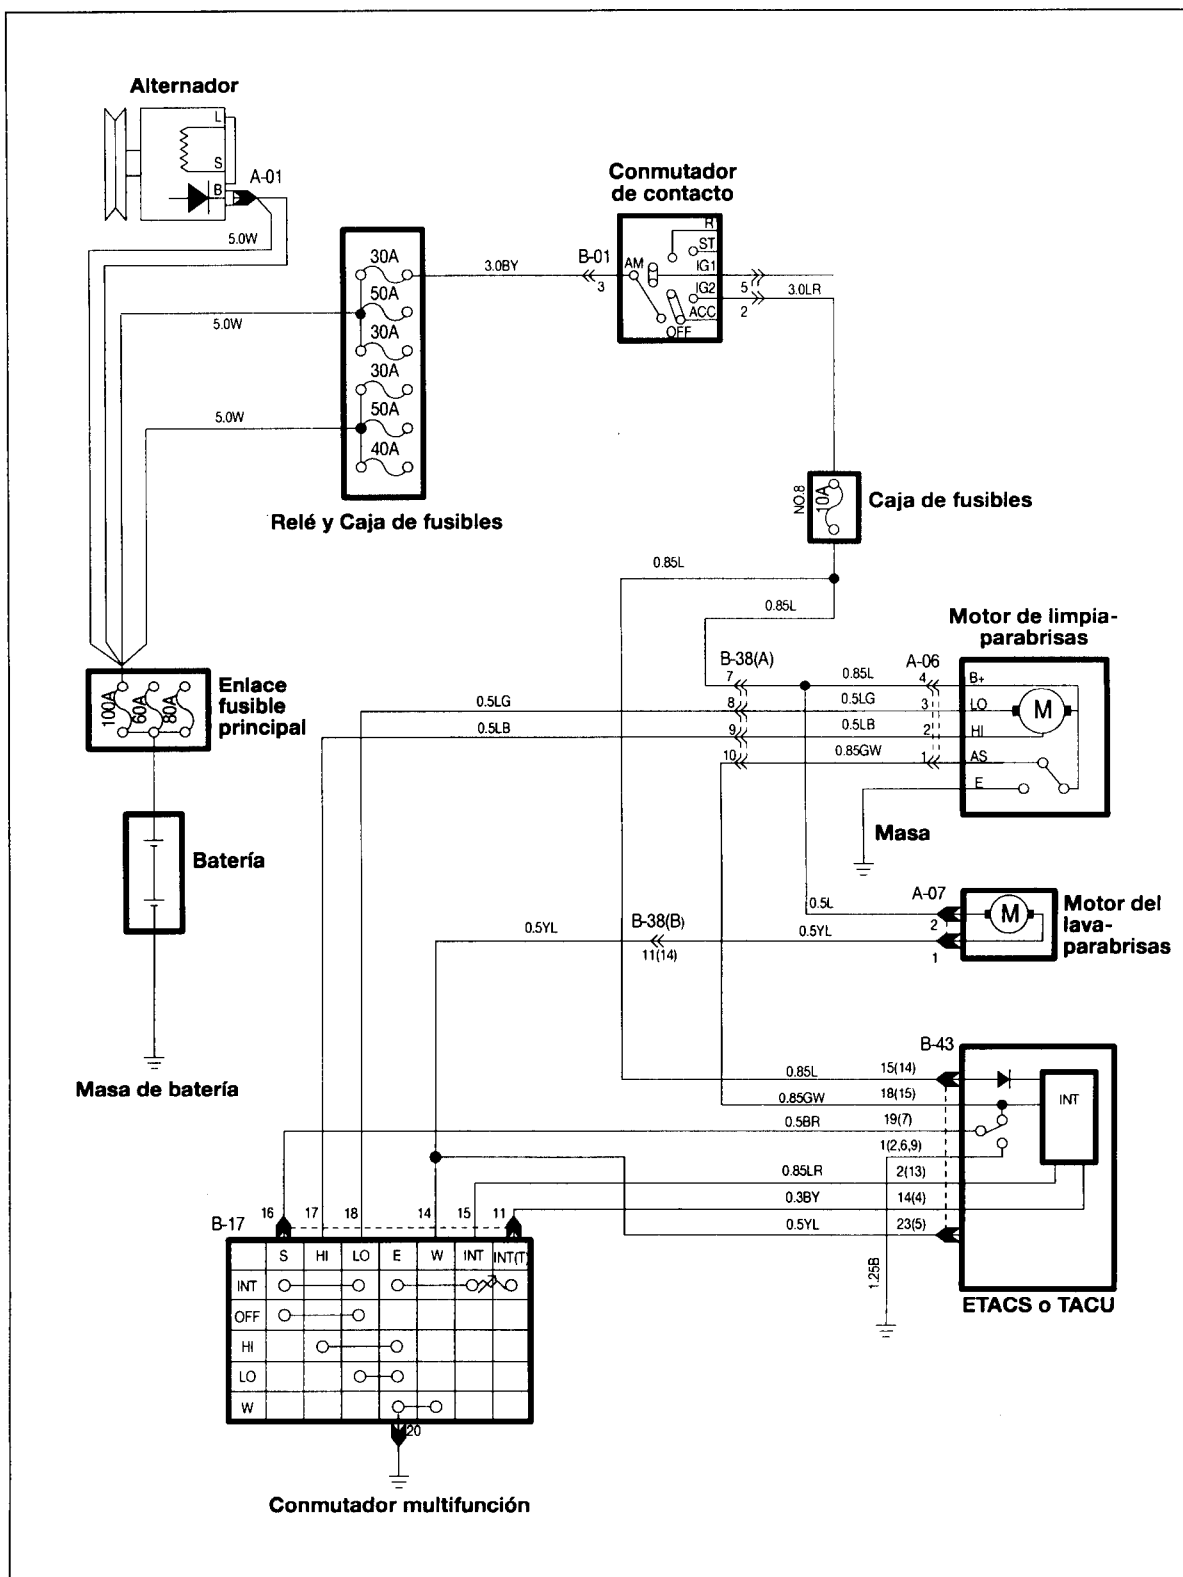 Alternador
L
S
B
A-01
5.0W
5.0W
5.0W
30A
50A
30A
30A
50A
40A
Relé y Caja de fusibles
3.0BY
B-01
3
Conmutador
de contacto
R
ST
AM
IG1
IG2
ACC
OFF
5
3.0LR
2
NO.8
10A
Caja de fusibles
0.85L
0.85L
Motor de limpia-
parabrisas
B-38(A)
A-06
7
0.85L
4
B+
8
0.5LG
3
LO
M
9
0.5LB
2
HI
10
0.85GW
1
AS
E
Masa
0.5LG
0.5LB
100A
60A
80A
Enlace
fusible
principal
Batería
Masa de batería
A-07
0.5L
2
M
Motor del
lava-
parabrisas
0.5YL
B-38(B)
11(14)
0.5YL
1
B-43
0.85L
15(14)
0.85GW
18(15)
INT
0.5BR
19(7)
1(2,6,9)
0.85LR
2(13)
0.3BY
14(4)
0.5YL
23(5)
1.25B
ETACS o TACU
B-17
16
17
18
14
15
11
S
HI
LO
E
W
INT
INT(T)
INT
OFF
HI
LO
W
20
Conmutador multifunción